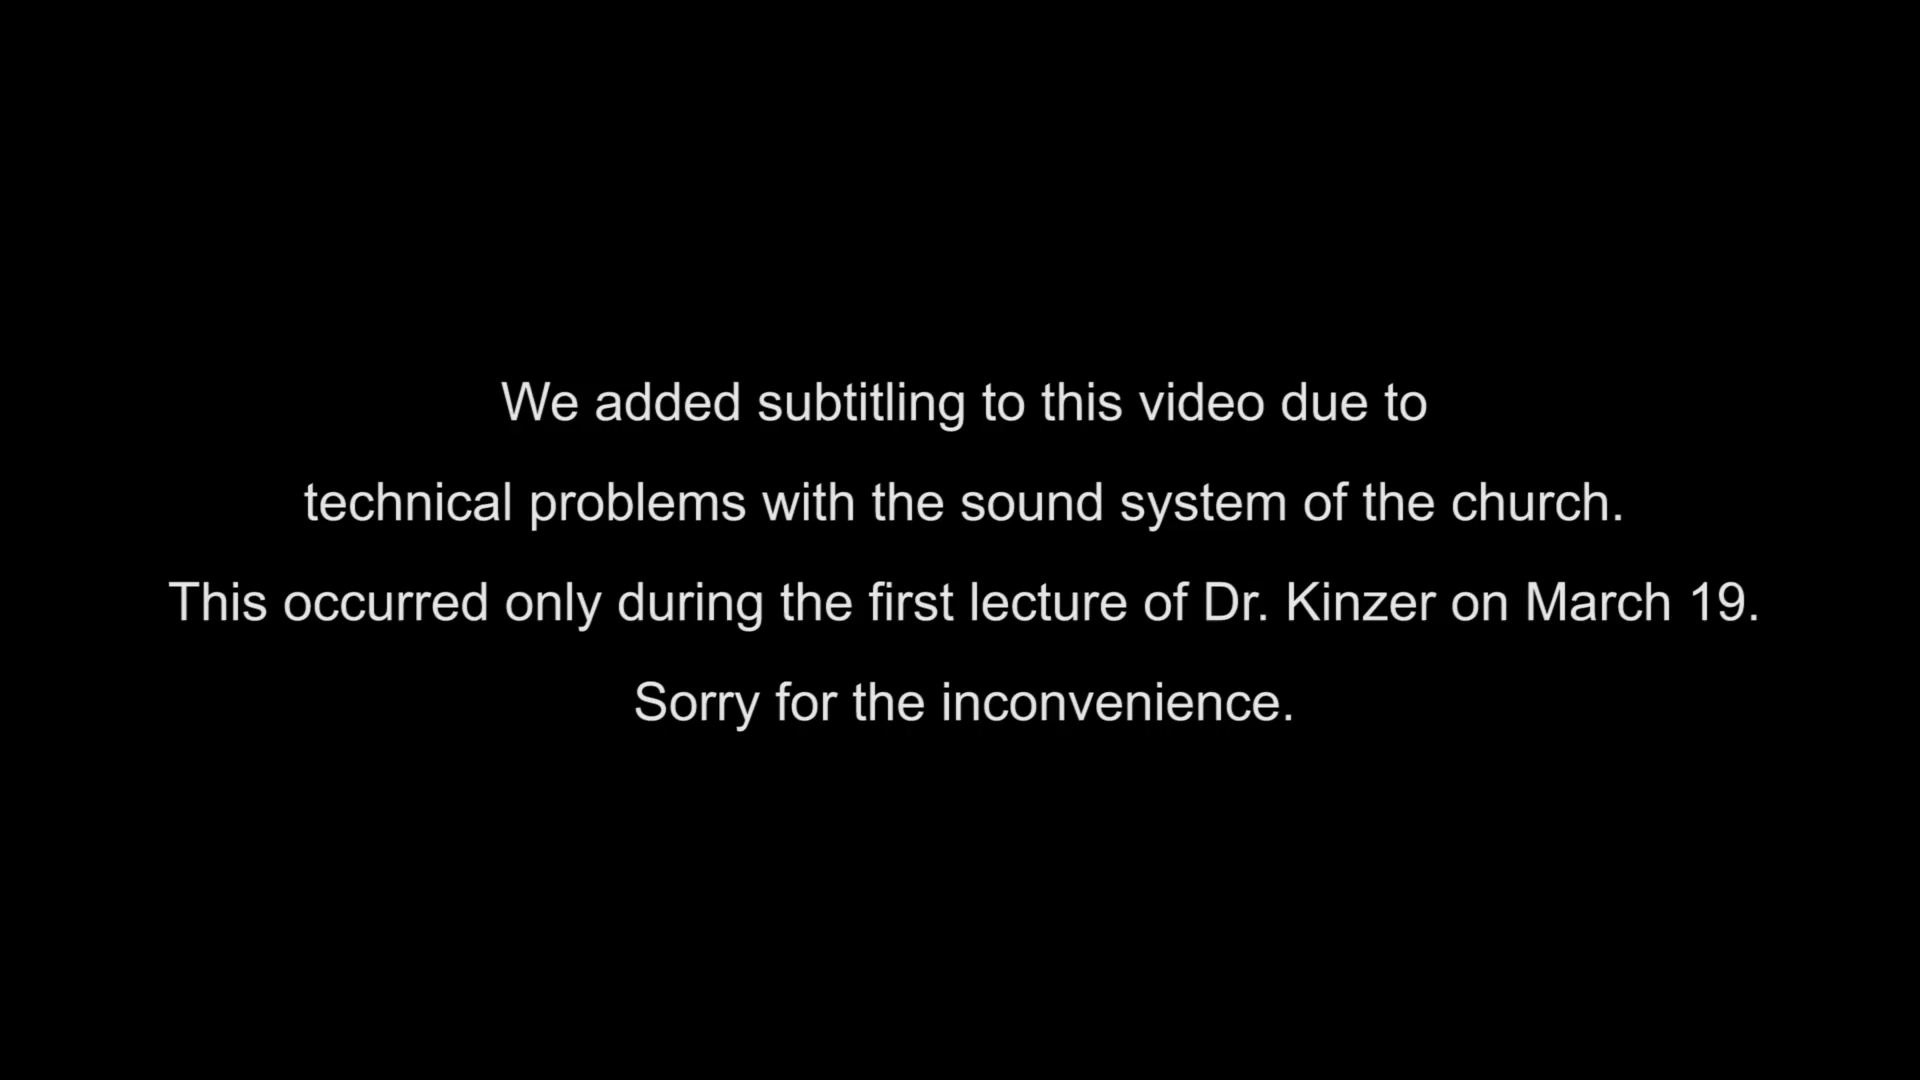 We added subtitling to this video due to
technical problems with the sound system of the church.
This occurred only during the first lecture of Dr. Kinzer on March 19.
Sorry for the inconvenience.